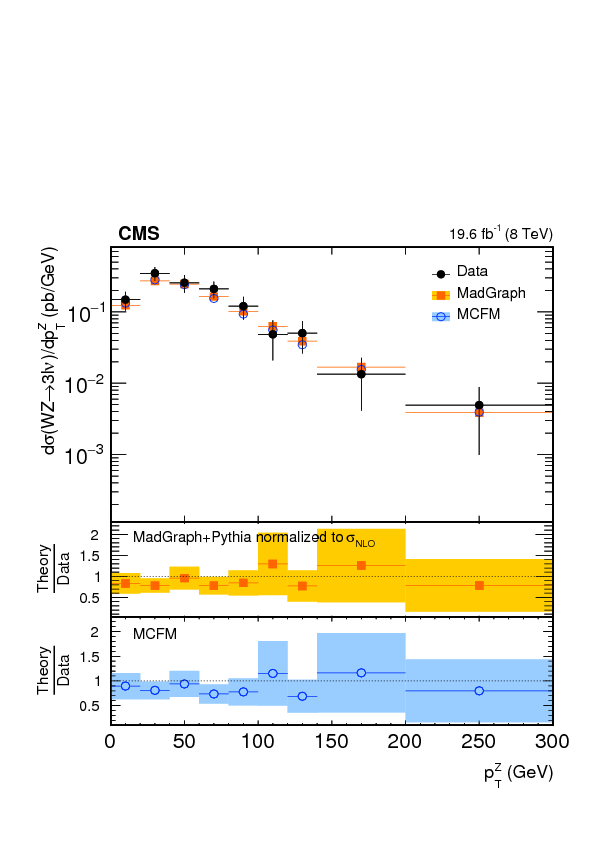 CMS
19.6 fb⁻¹ (8 TeV)
dσ(WZ→3lν)/dp_T^Z (pb/GeV)
10⁻¹
10⁻²
10⁻³
Data
MadGraph
MCFM
MadGraph+Pythia normalized to σ_NLO
Theory
Data
2
1.5
1
0.5
MCFM
Theory
Data
2
1.5
1
0.5
0 50 100 150 200 250 300
p_T^Z (GeV)